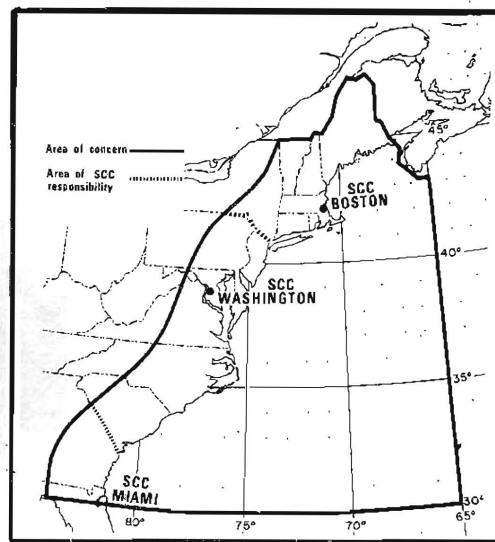 Area of concern
Area of SCC
responsibility
45°
SCC
BOSTON
40°
SCC
WASHINGTON
35°
SCC
MIAMI
30°
80°
75°
70°
65°